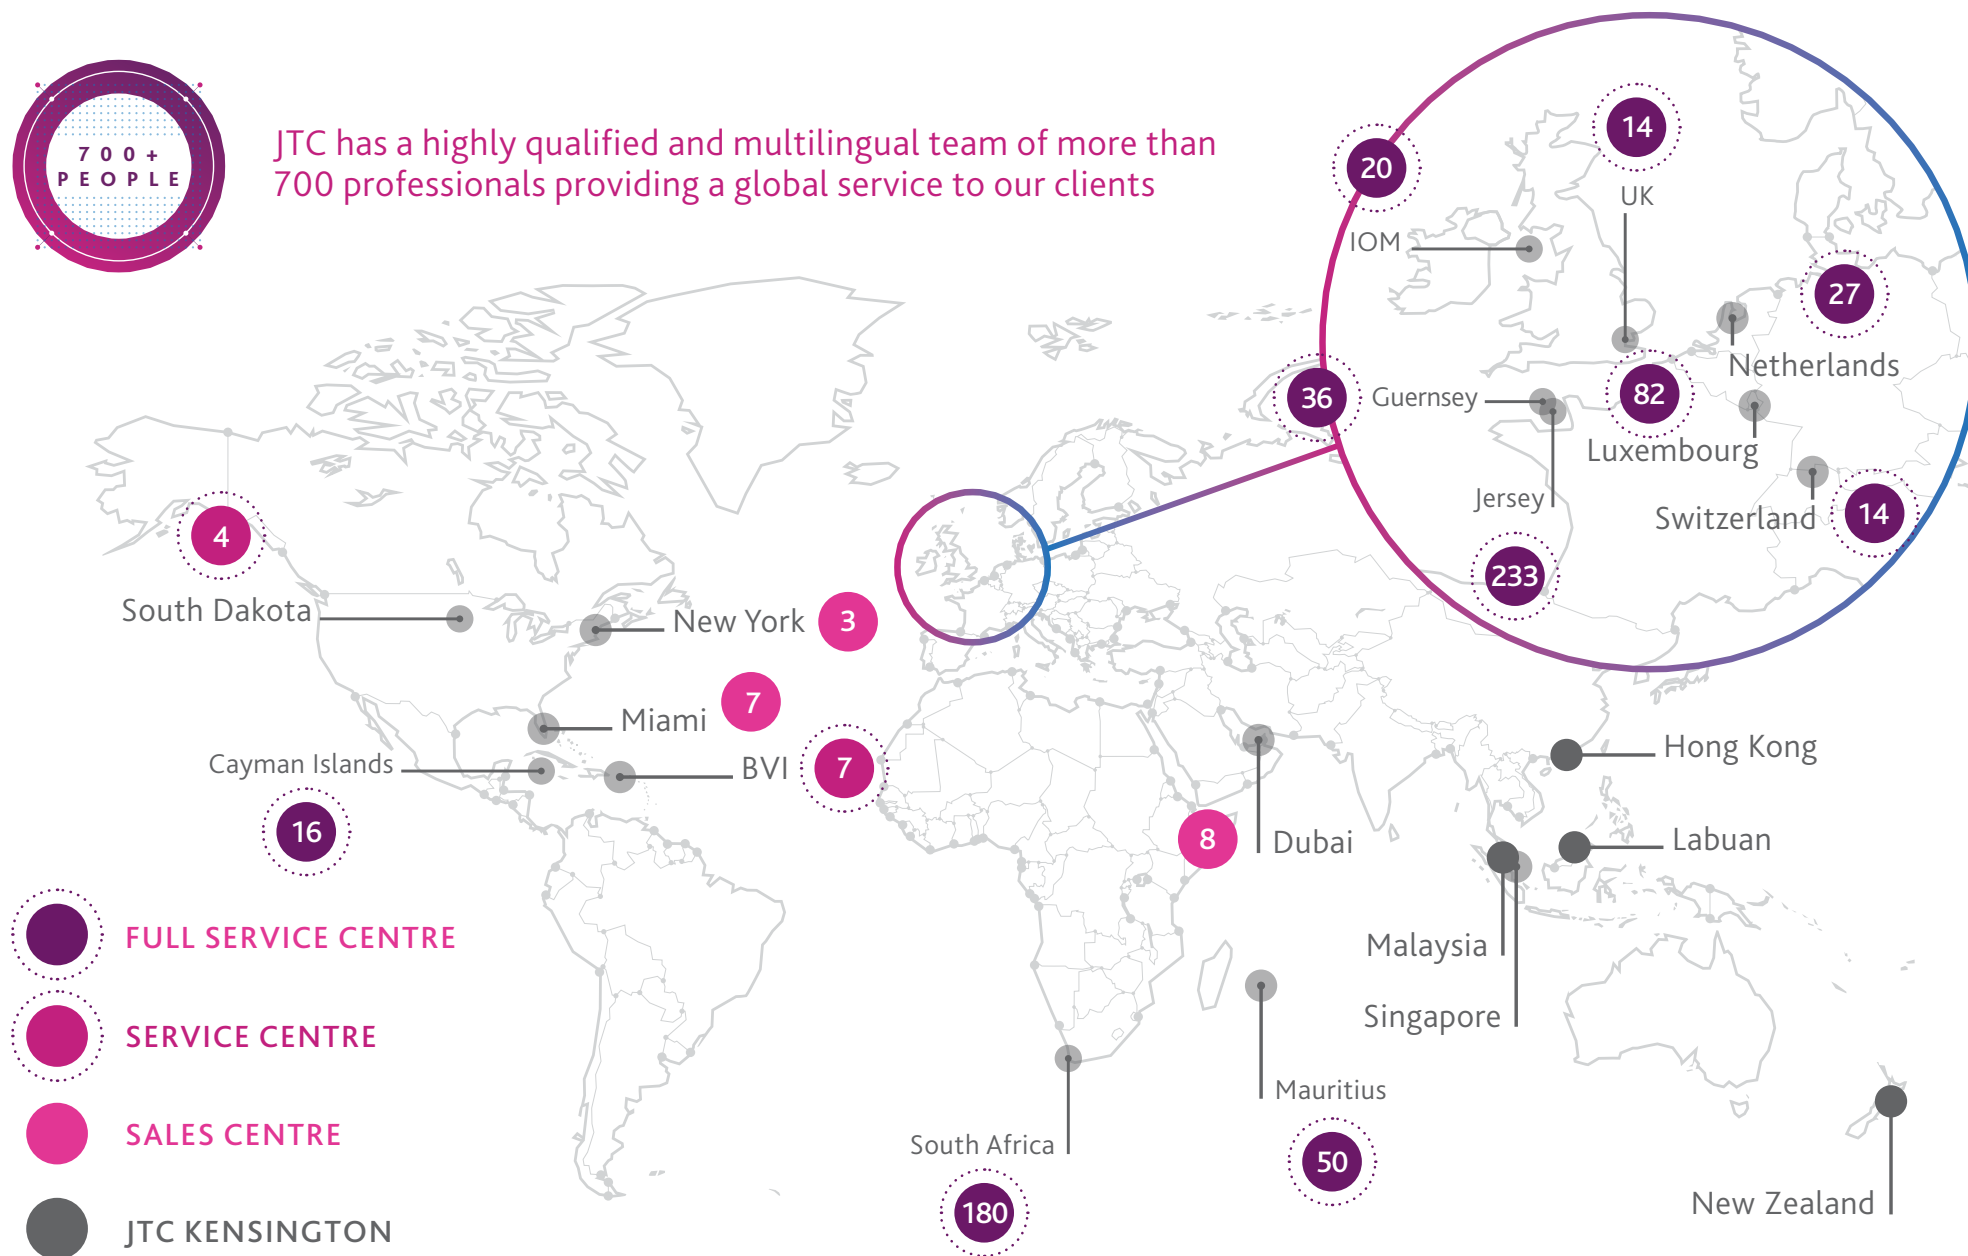 700+
PEOPLE
JTC has a highly qualified and multilingual team of more than
700 professionals providing a global service to our clients
20
14
UK
IOM
27
Netherlands
36
Guernsey
82
Luxembourg
Jersey
Switzerland
14
233
4
South Dakota
New York
3
Miami
7
Cayman Islands
16
BVI
7
8
Dubai
Hong Kong
Labuan
Malaysia
Singapore
Mauritius
50
South Africa
180
New Zealand
FULL SERVICE CENTRE
SERVICE CENTRE
SALES CENTRE
JTC KENSINGTON